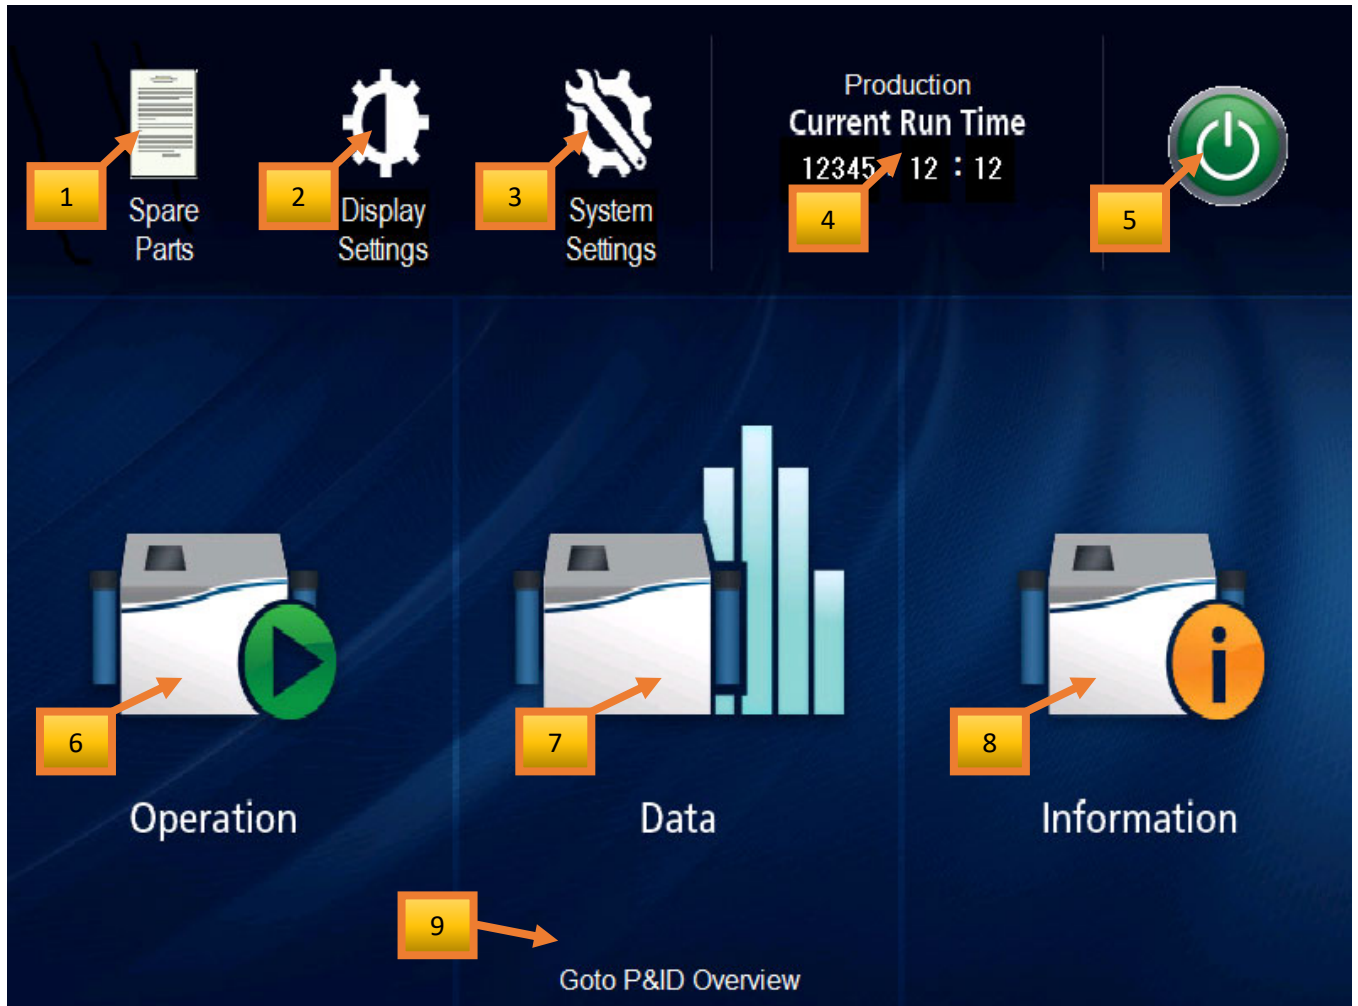 Production
Current Run Time
12345 12 : 12
1
2
3
4
5
Spare
Parts
Display
Settings
System
Settings
6
7
8
Operation
Data
Information
9
Goto P&ID Overview